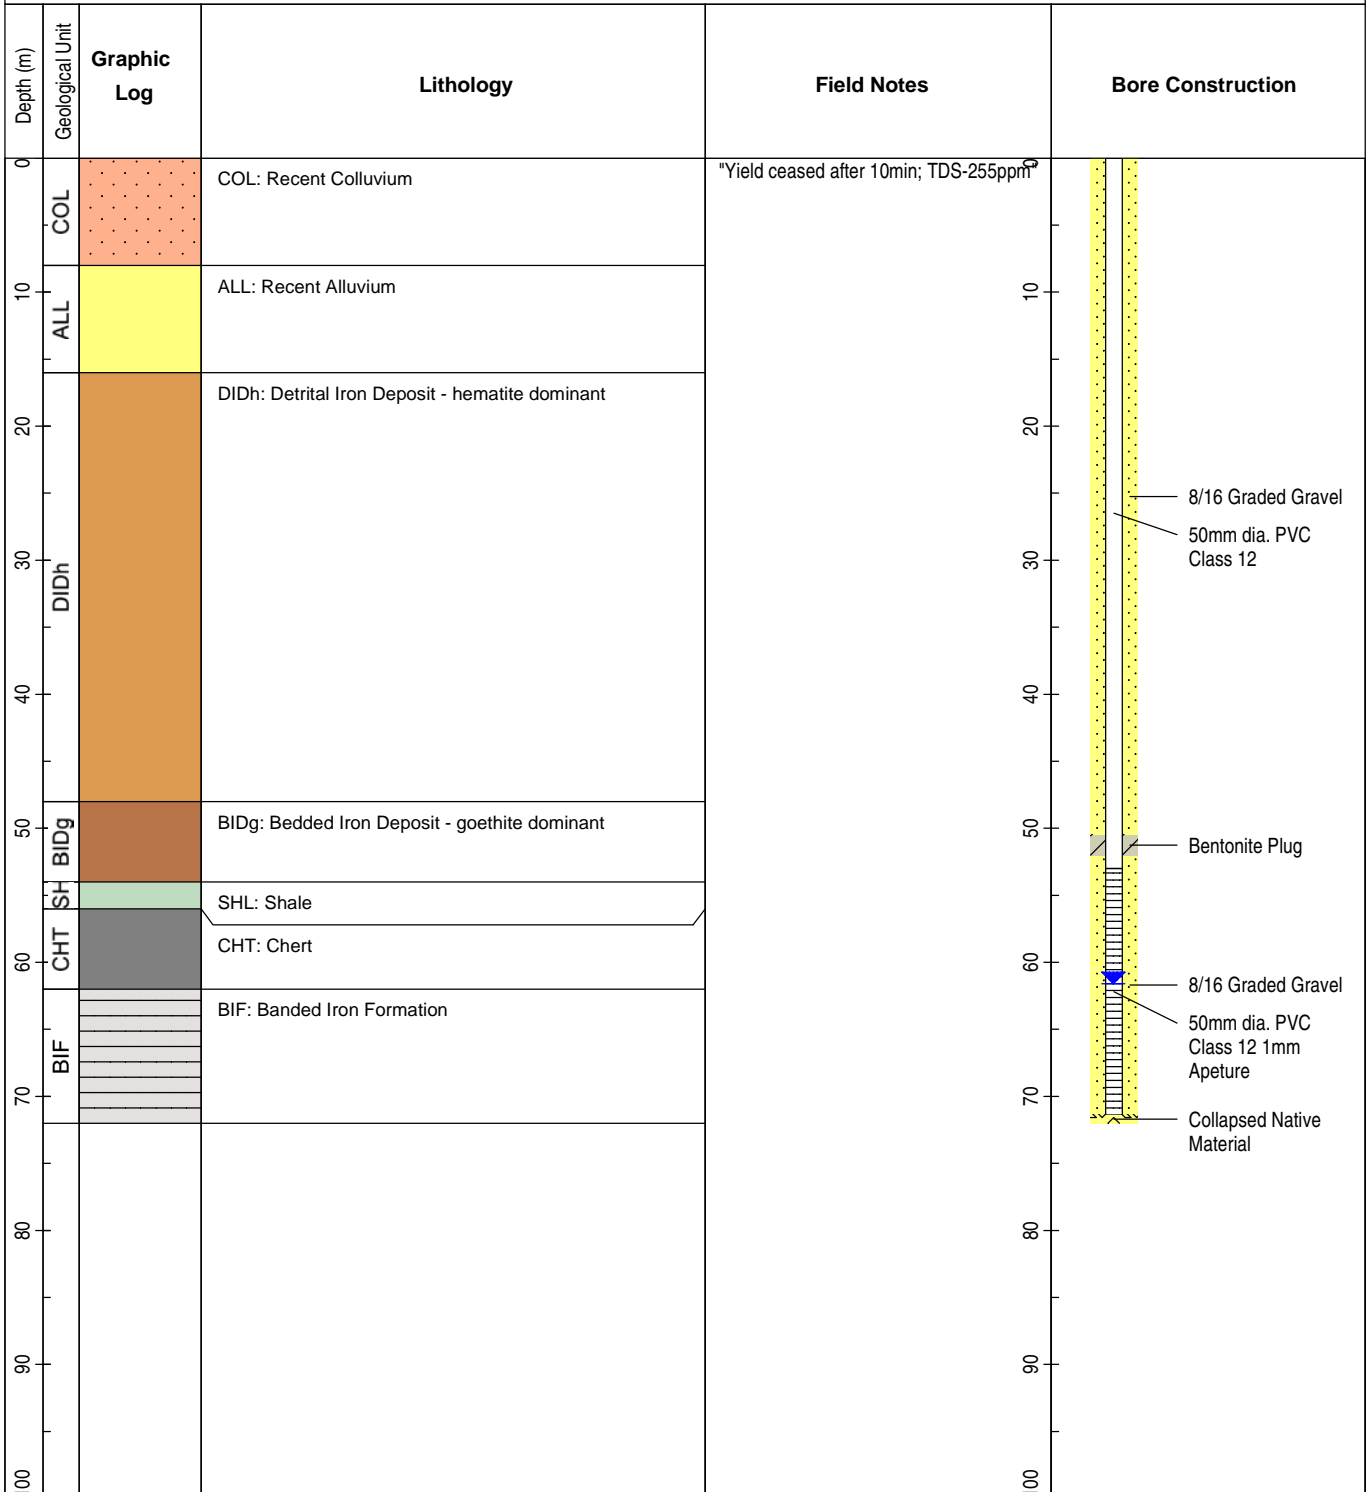 Depth (m)
Geological Unit
Graphic
Log
Lithology
Field Notes
Bore Construction
0
10
20
30
40
50
60
70
80
90
00
COL
ALL
DIDh
BIDg
SH
CHT
BIF
COL: Recent Colluvium
ALL: Recent Alluvium
DIDh: Detrital Iron Deposit - hematite dominant
BIDg: Bedded Iron Deposit - goethite dominant
SHL: Shale
CHT: Chert
BIF: Banded Iron Formation
"Yield ceased after 10min; TDS-255ppm"
0
10
20
30
40
50
60
70
80
90
00
8/16 Graded Gravel
50mm dia. PVC
Class 12
Bentonite Plug
8/16 Graded Gravel
50mm dia. PVC
Class 12 1mm
Apeture
Collapsed Native
Material